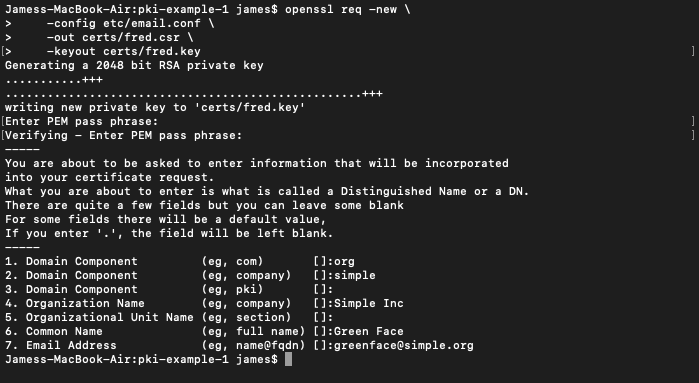 Jamess-MacBook-Air:pki-example-1 james$ openssl req -new \
>     -config etc/email.conf \
>     -out certs/fred.csr \
[>     -keyout certs/fred.key ]
Generating a 2048 bit RSA private key
...........+++
..................................................+++
writing new private key to 'certs/fred.key'
[Enter PEM pass phrase: ]
[Verifying - Enter PEM pass phrase: ]
-----
You are about to be asked to enter information that will be incorporated
into your certificate request.
What you are about to enter is what is called a Distinguished Name or a DN.
There are quite a few fields but you can leave some blank
For some fields there will be a default value,
If you enter '.', the field will be left blank.
-----
1. Domain Component         (eg, com)       []:org
2. Domain Component         (eg, company)   []:simple
3. Domain Component         (eg, pki)       []:
4. Organization Name        (eg, company)   []:Simple Inc
5. Organizational Unit Name (eg, section)   []:
6. Common Name              (eg, full name) []:Green Face
7. Email Address            (eg, name@fqdn) []:greenface@simple.org
Jamess-MacBook-Air:pki-example-1 james$